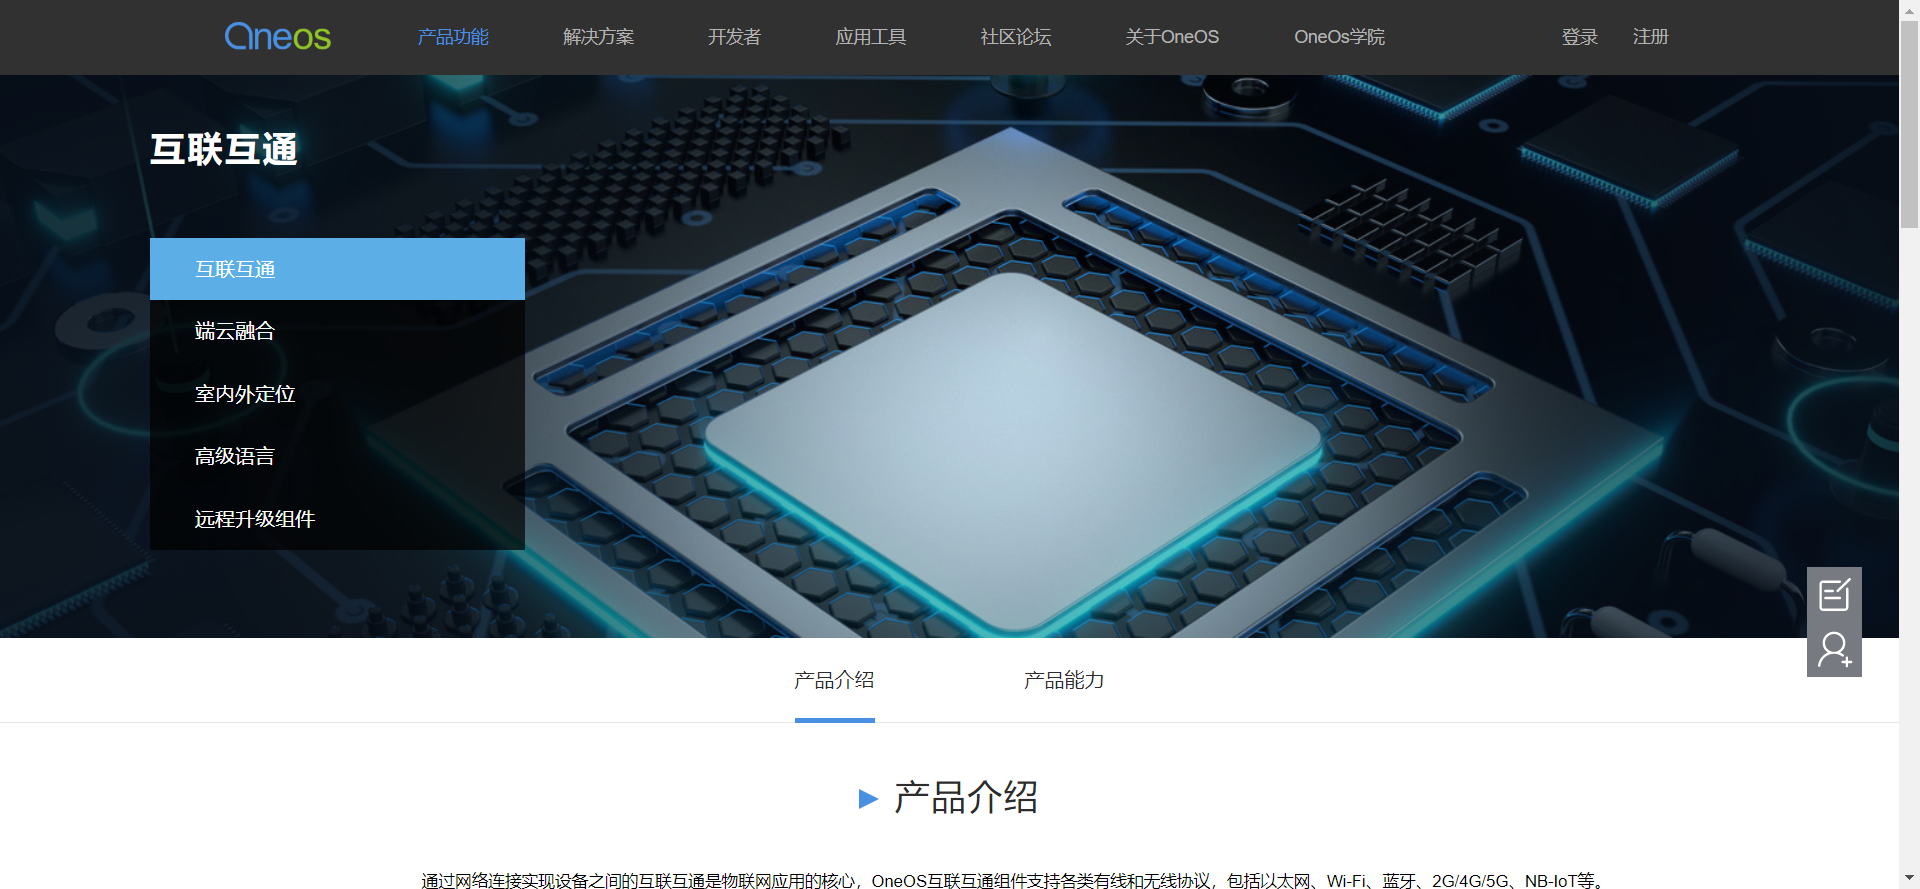 Oneos 产品功能 解决方案 开发者 应用工具 社区论坛 关于OneOS OneOs学院 登录 注册
互联互通
互联互通
端云融合
室内外定位
高级语言
远程升级组件
产品介绍 产品能力
产品介绍
通过网络连接实现设备之间的互联互通是物联网应用的核心，OneOS互联互通组件支持各类有线和无线协议，包括以太网、Wi-Fi、蓝牙、2G/4G/5G、NB-IoT等。